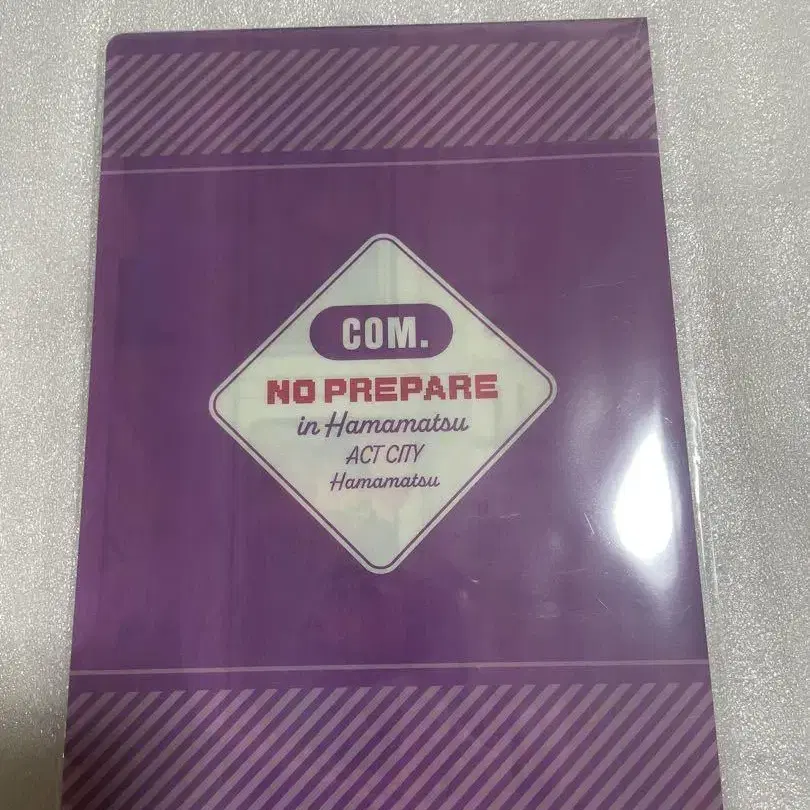 COM.
NO PREPARE
in Hamamatsu
ACT CITY
Hamamatsu